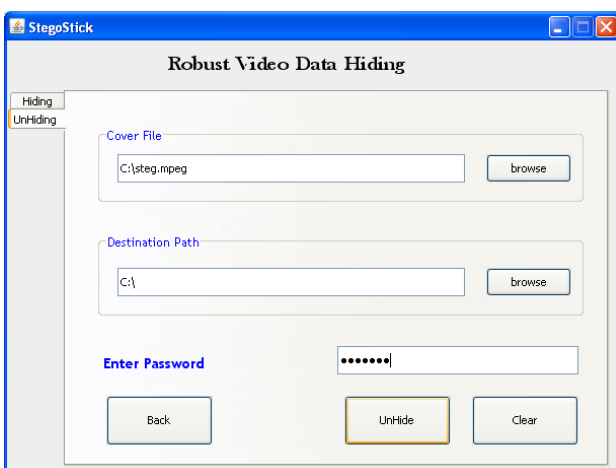 StegoStick
Robust Video Data Hiding
Hiding
UnHiding
Cover File
C:\steg.mpeg
browse
Destination Path
C:\
browse
Enter Password
•••••••
Back
UnHide
Clear